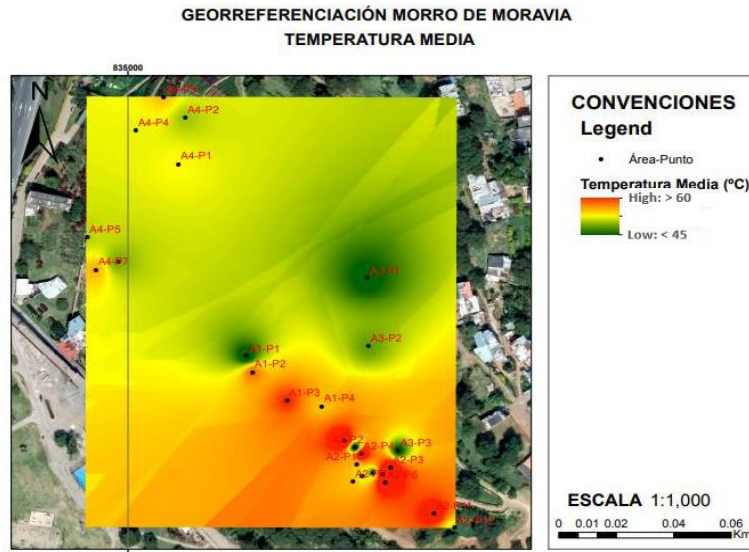 GEORREFERENCIACIÓN MORRO DE MORAVIA
TEMPERATURA MEDIA
835000
N
A4-P2
A4-P4
A4-P1
A4-P5
A4-P7
A3-P2
A1-P1
A1-P2
A1-P3
A1-P4
A3-P3
A2-P3
CONVENCIONES
Legend
Área-Punto
Temperatura Media (ºC)
High: > 60
Low: < 45
ESCALA 1:1,000
0 0.01 0.02 0.04 0.06
Km